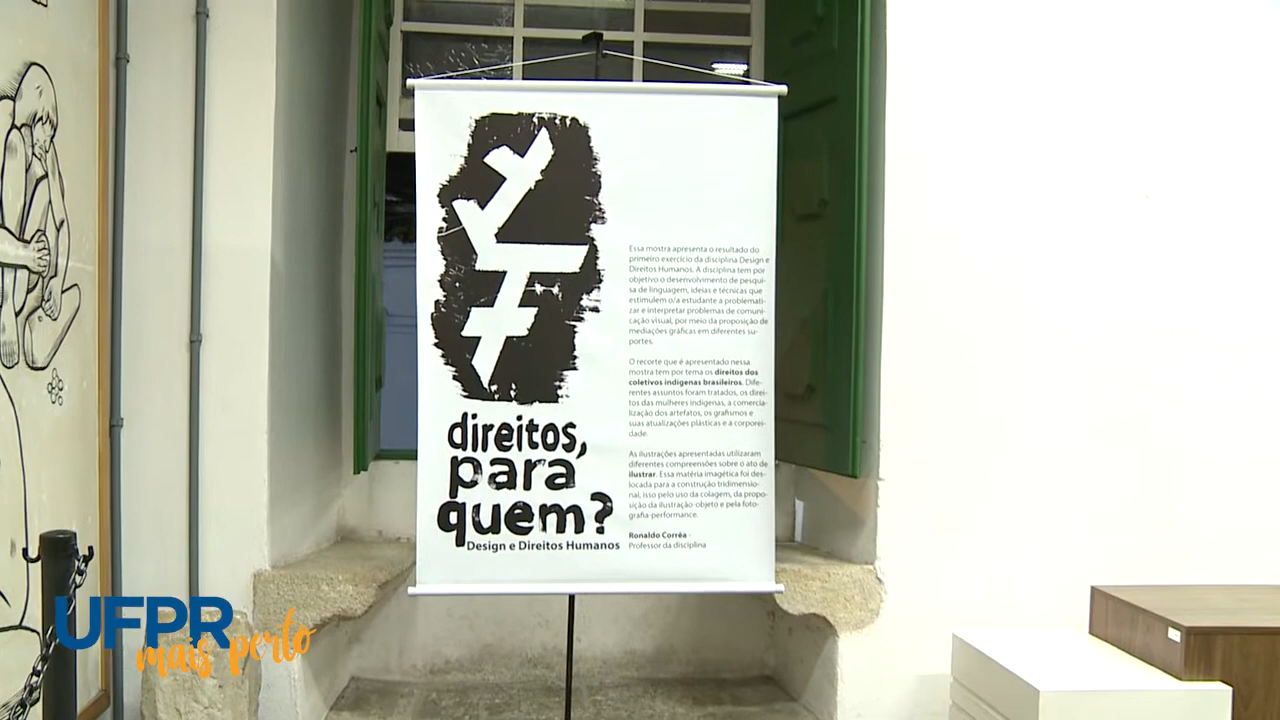 direitos,
para
quem?
Design e Direitos Humanos
Essa mostra apresenta o resultado do
primeiro exercício da disciplina Design e
Direitos Humanos. A disciplina tem por
objetivo o desenvolvimento de pesqui-
sa de linguagem, ideias e técnicas que
estimulem o/a estudante a problemati-
zar e interpretar problemas de comuni-
cação visual, por meio da proposição de
mediações gráficas em diferentes su-
portes.
O recorte que é apresentado nessa
mostra tem por tema os direitos dos
coletivos indígenas brasileiros. Dife-
rentes assuntos foram tratados, os direi-
tos das mulheres indígenas, a comercia-
lização dos artefatos, os grafismos e
suas atualizações plásticas e a corporei-
dade.
As ilustrações apresentadas utilizaram
diferentes compreensões sobre o ato de
ilustrar. Essa matéria imagética foi des-
locada para a construção tridimensio-
nal, isso pelo uso da colagem, da propo-
sição da ilustração-objeto e pela foto-
grafia-performance.
Ronaldo Corrêa -
Professor da disciplina
UFPR
mais perto